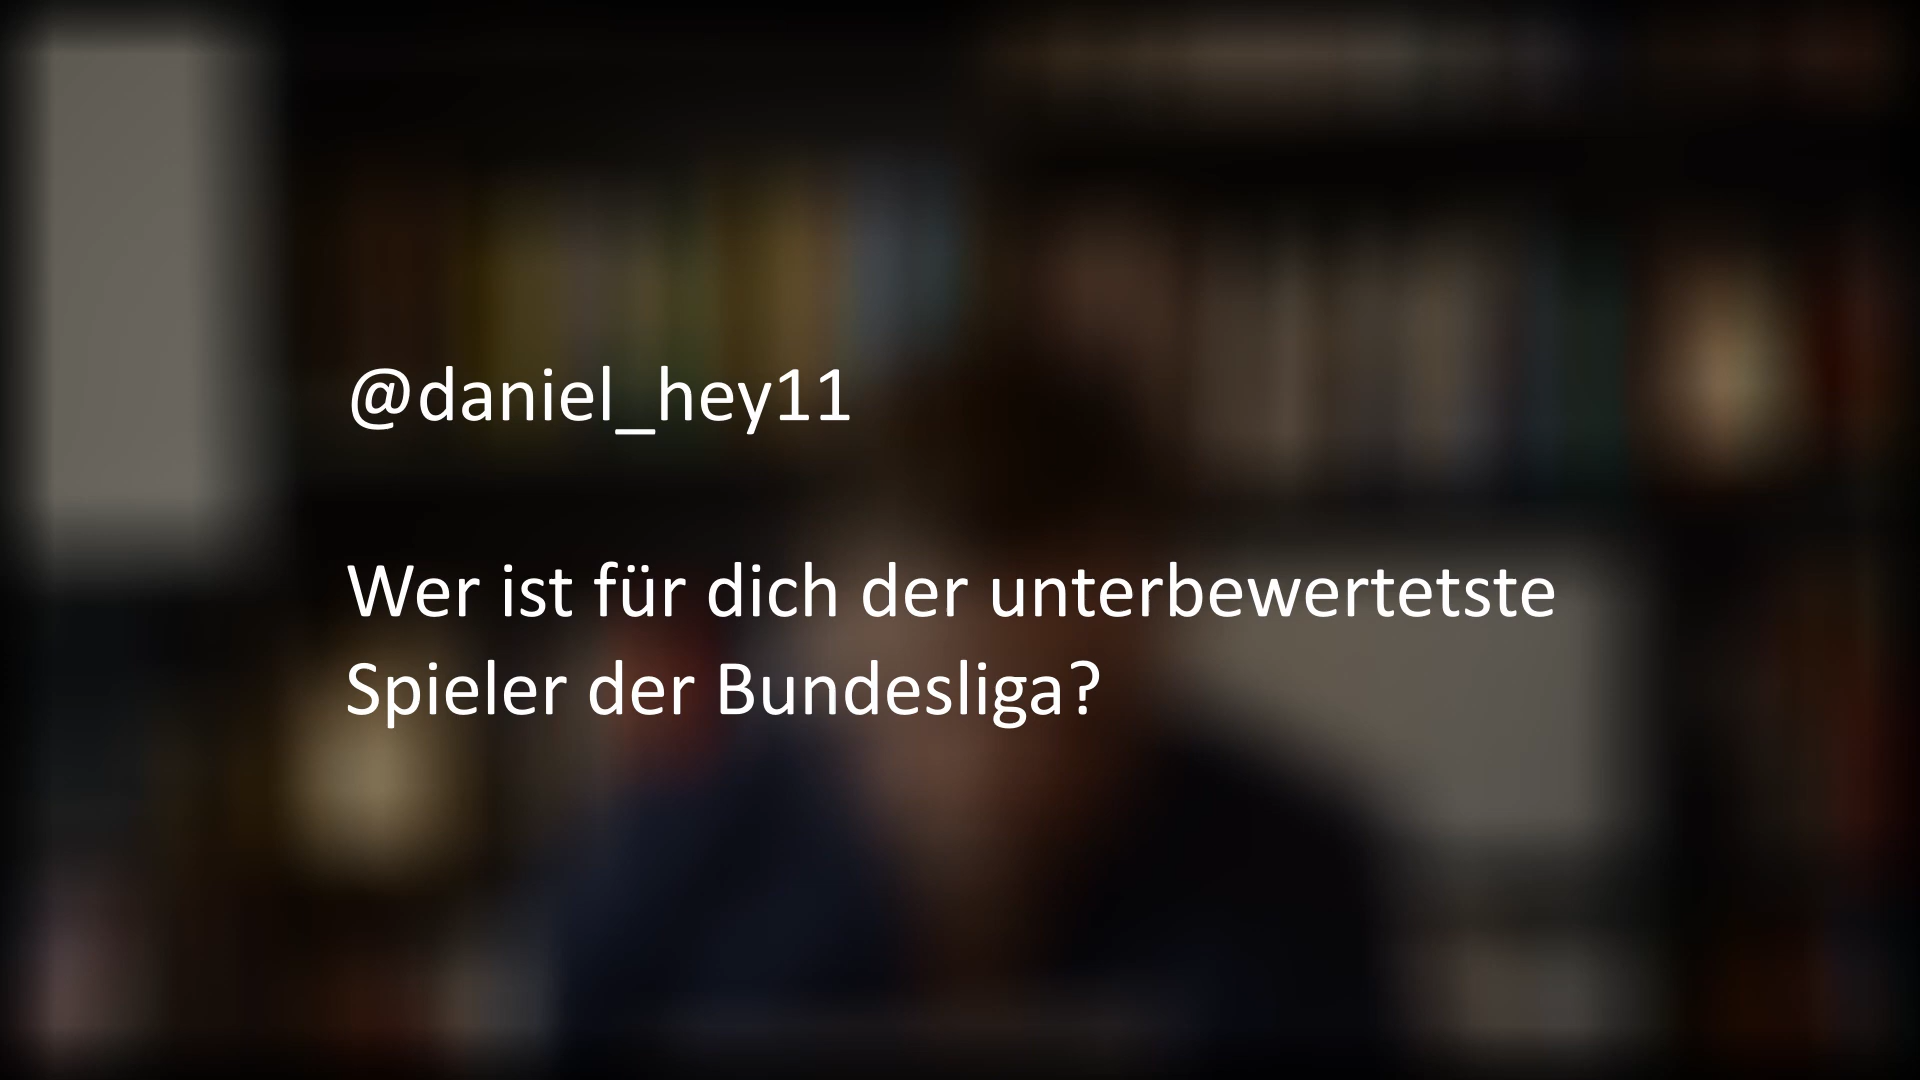 @daniel_hey11
Wer ist für dich der unterbewertetste
Spieler der Bundesliga?